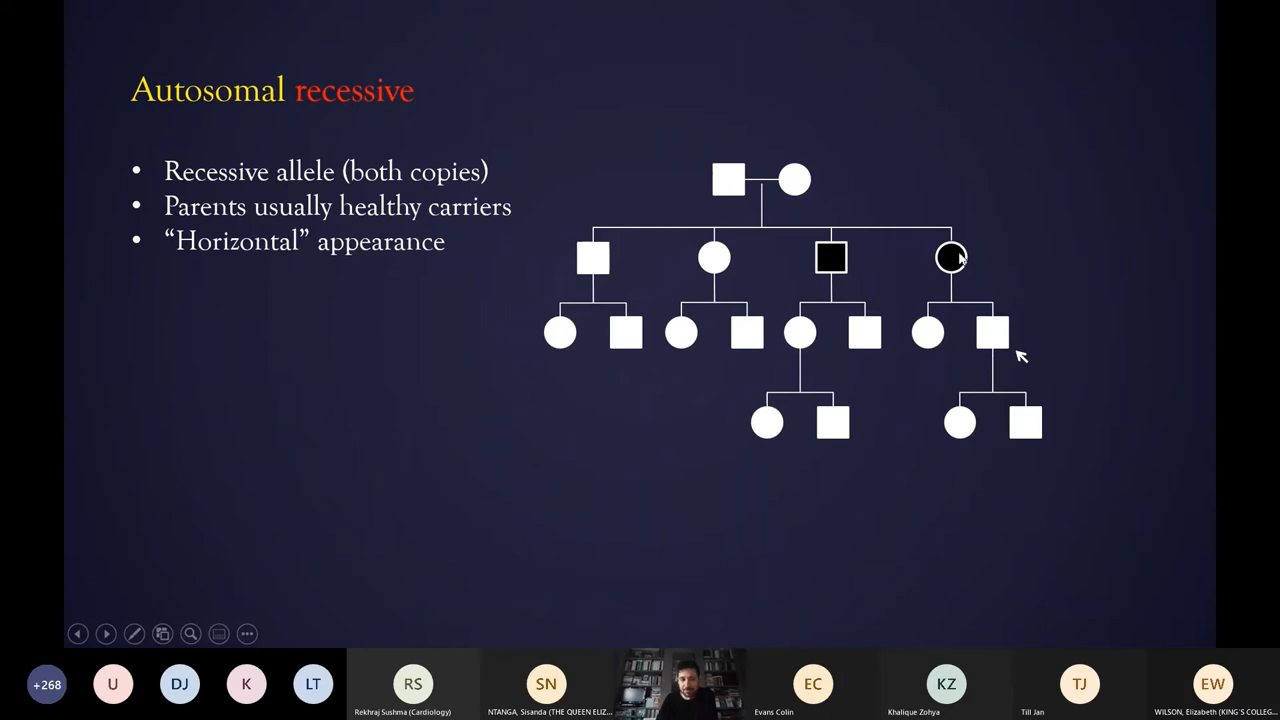 Autosomal recessive
• Recessive allele (both copies)
• Parents usually healthy carriers
• “Horizontal” appearance
+268
U
DJ
K
LT
RS
Rekhraj Sushma (Cardiology)
SN
NTANGA, Sisanda (THE QUEEN ELIZ...
EC
Evans Colin
KZ
Khalique Zohya
TJ
Till Jan
EW
WILSON, Elizabeth (KING'S COLLEG...